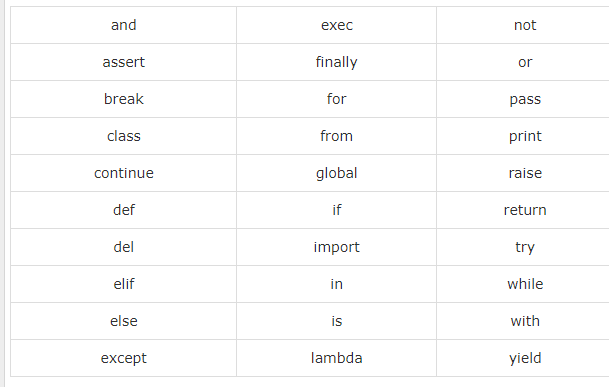 and exec not
assert finally or
break for pass
class from print
continue global raise
def if return
del import try
elif in while
else is with
except lambda yield